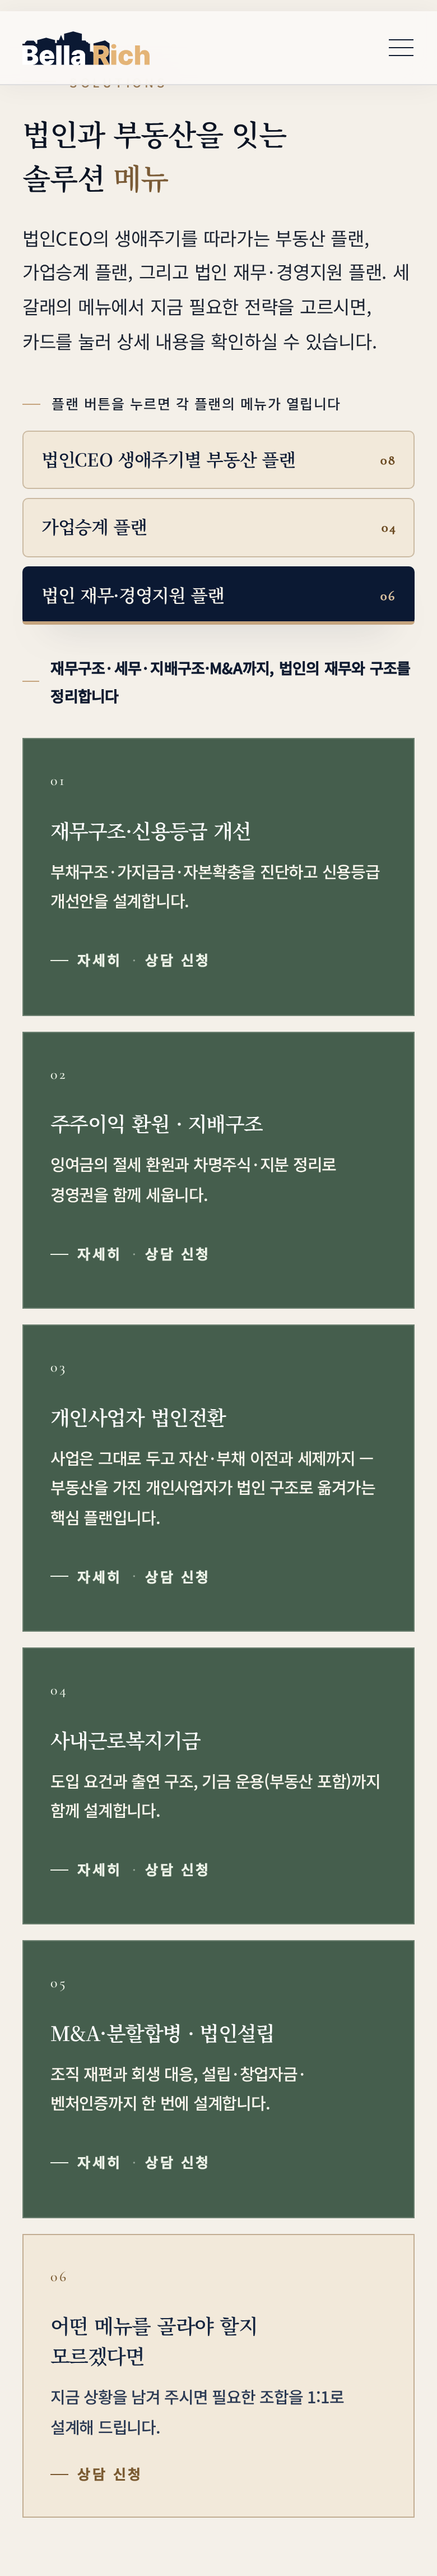 Bella Rich
SOLUTIONS
법인과 부동산을 잇는
솔루션 메뉴
법인CEO의 생애주기를 따라가는 부동산 플랜,
가업승계 플랜, 그리고 법인 재무·경영지원 플랜. 세
갈래의 메뉴에서 지금 필요한 전략을 고르시면,
카드를 눌러 상세 내용을 확인하실 수 있습니다.
플랜 버튼을 누르면 각 플랜의 메뉴가 열립니다
법인CEO 생애주기별 부동산 플랜 08
가업승계 플랜 04
법인 재무·경영지원 플랜 06
재무구조·세무·지배구조·M&A까지, 법인의 재무와 구조를
정리합니다
01
재무구조·신용등급 개선
부채구조·가지급금·자본확충을 진단하고 신용등급
개선안을 설계합니다.
— 자세히 · 상담 신청
02
주주이익 환원 · 지배구조
잉여금의 절세 환원과 차명주식·지분 정리로
경영권을 함께 세웁니다.
— 자세히 · 상담 신청
03
개인사업자 법인전환
사업은 그대로 두고 자산·부채 이전과 세제까지 —
부동산을 가진 개인사업자가 법인 구조로 옮겨가는
핵심 플랜입니다.
— 자세히 · 상담 신청
04
사내근로복지기금
도입 요건과 출연 구조, 기금 운용(부동산 포함)까지
함께 설계합니다.
— 자세히 · 상담 신청
05
M&A·분할합병 · 법인설립
조직 재편과 회생 대응, 설립·창업자금·
벤처인증까지 한 번에 설계합니다.
— 자세히 · 상담 신청
06
어떤 메뉴를 골라야 할지
모르겠다면
지금 상황을 남겨 주시면 필요한 조합을 1:1로
설계해 드립니다.
— 상담 신청